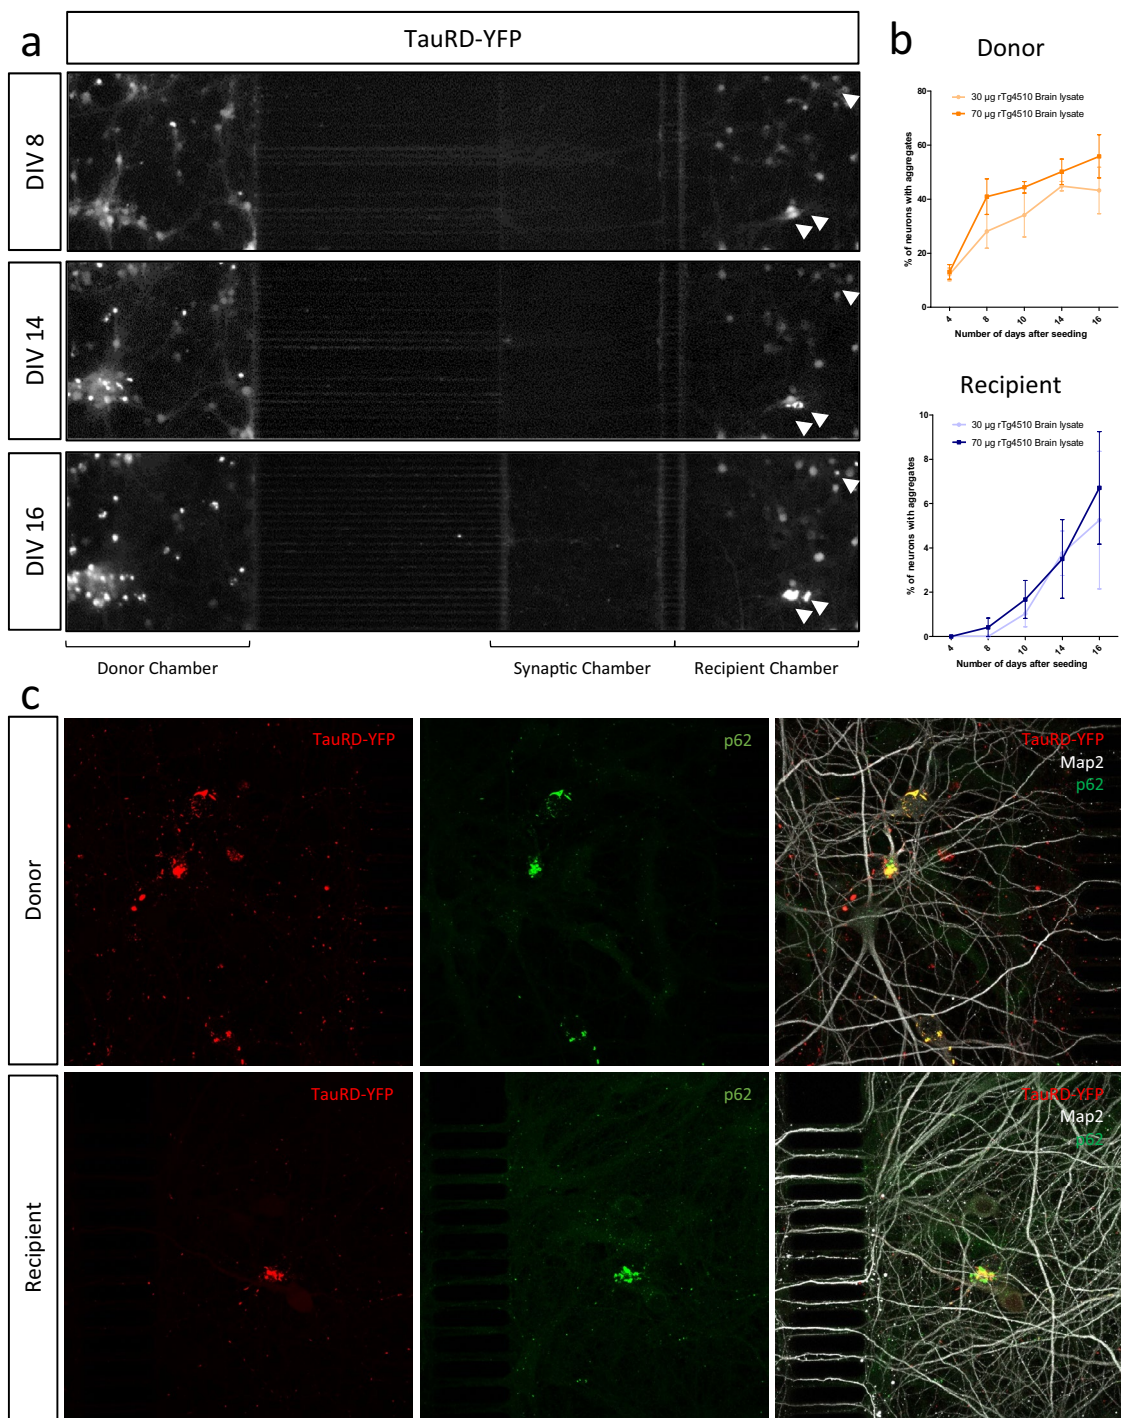 a
TauRD-YFP
DIV 8
DIV 14
DIV 16
Donor Chamber
Synaptic Chamber
Recipient Chamber
b
Donor
80
60
40
20
0
30 µg rTg4510 Brain lysate
70 µg rTg4510 Brain lysate
% of neurons with aggregates
4 8 10 14 16
Number of days after seeding
Recipient
10
8
6
4
2
0
30 µg rTg4510 Brain lysate
70 µg rTg4510 Brain lysate
% of neurons with aggregates
4 8 10 14 16
Number of days after seeding
c
Donor
TauRD-YFP
p62
TauRD-YFP
Map2
p62
Recipient
TauRD-YFP
p62
TauRD-YFP
Map2
p62